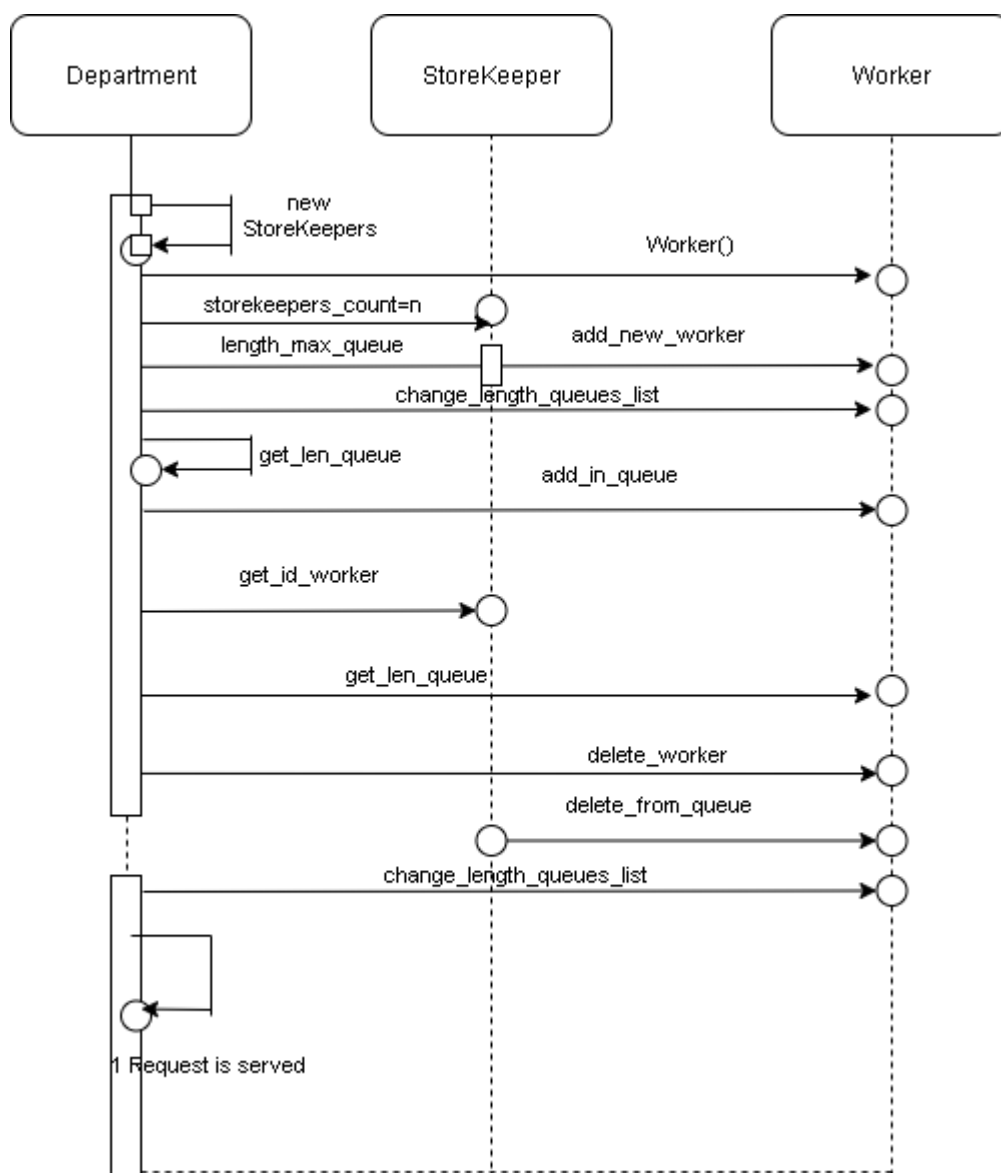 Department
StoreKeeper
Worker
new
StoreKeepers
Worker()
storekeepers_count=n
length_max_queue
add_new_worker
change_length_queues_list
get_len_queue
add_in_queue
get_id_worker
get_len_queue
delete_worker
delete_from_queue
change_length_queues_list
1 Request is served